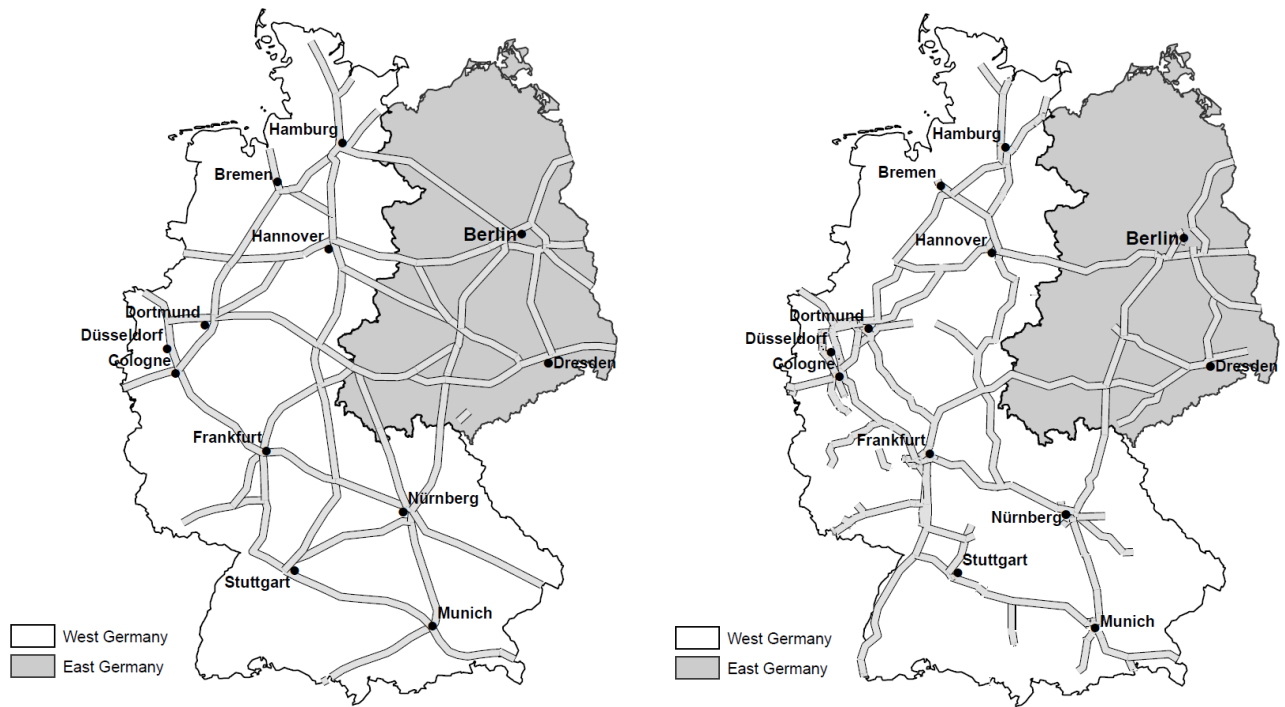 Hamburg
Bremen
Hannover
Berlin
Dortmund
Düsseldorf
Cologne
Dresden
Frankfurt
Nürnberg
Stuttgart
Munich
West Germany
East Germany
Hamburg
Bremen
Hannover
Berlin
Dortmund
Düsseldorf
Cologne
Dresden
Frankfurt
Nürnberg
Stuttgart
Munich
West Germany
East Germany